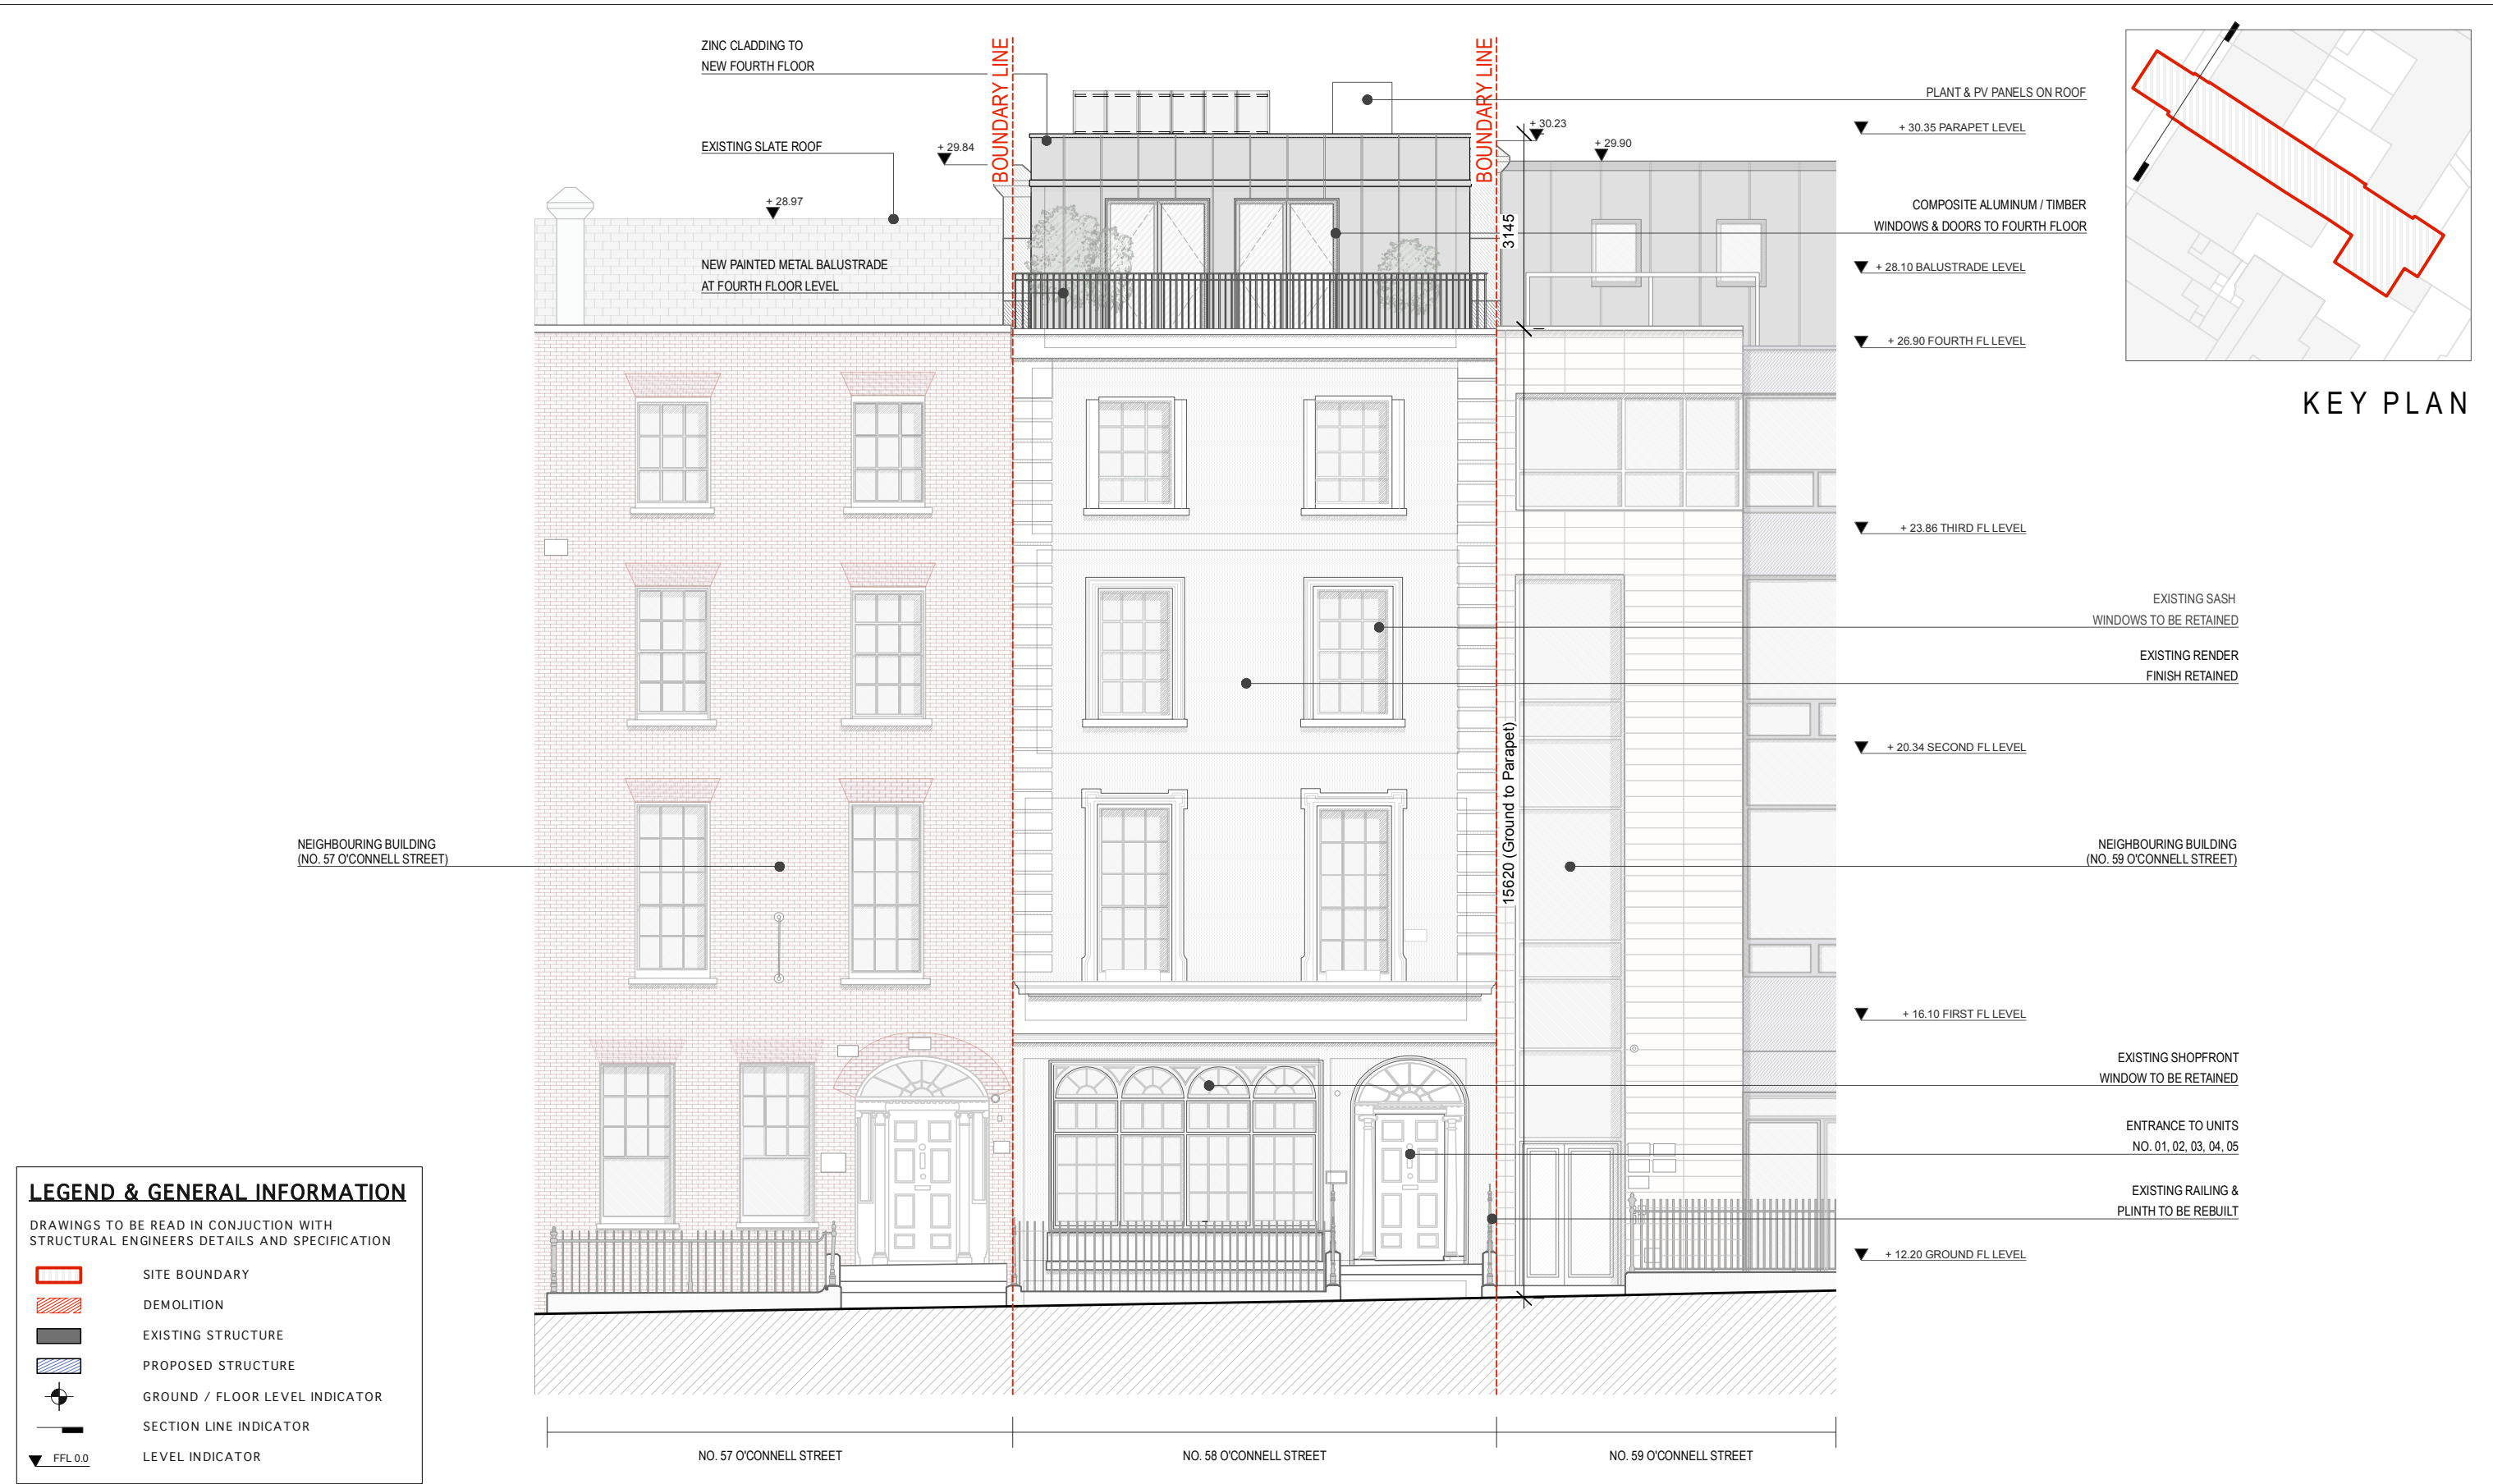 ZINC CLADDING TO
NEW FOURTH FLOOR
EXISTING SLATE ROOF
+ 29.84
+ 28.97
NEW PAINTED METAL BALUSTRADE
AT FOURTH FLOOR LEVEL
BOUNDARY LINE
BOUNDARY LINE
+ 30.23
+ 29.90
3145
15620 (Ground to Parapet)
PLANT & PV PANELS ON ROOF
+ 30.35 PARAPET LEVEL
COMPOSITE ALUMINUM / TIMBER
WINDOWS & DOORS TO FOURTH FLOOR
+ 28.10 BALUSTRADE LEVEL
+ 26.90 FOURTH FL LEVEL
KEY PLAN
+ 23.86 THIRD FL LEVEL
EXISTING SASH
WINDOWS TO BE RETAINED
EXISTING RENDER
FINISH RETAINED
+ 20.34 SECOND FL LEVEL
NEIGHBOURING BUILDING
(NO. 57 O'CONNELL STREET)
NEIGHBOURING BUILDING
(NO. 59 O'CONNELL STREET)
+ 16.10 FIRST FL LEVEL
EXISTING SHOPFRONT
WINDOW TO BE RETAINED
ENTRANCE TO UNITS
NO. 01, 02, 03, 04, 05
EXISTING RAILING &
PLINTH TO BE REBUILT
+ 12.20 GROUND FL LEVEL
LEGEND & GENERAL INFORMATION
DRAWINGS TO BE READ IN CONJUCTION WITH
STRUCTURAL ENGINEERS DETAILS AND SPECIFICATION
SITE BOUNDARY
DEMOLITION
EXISTING STRUCTURE
PROPOSED STRUCTURE
GROUND / FLOOR LEVEL INDICATOR
SECTION LINE INDICATOR
FFL 0.0 LEVEL INDICATOR
NO. 57 O'CONNELL STREET
NO. 58 O'CONNELL STREET
NO. 59 O'CONNELL STREET